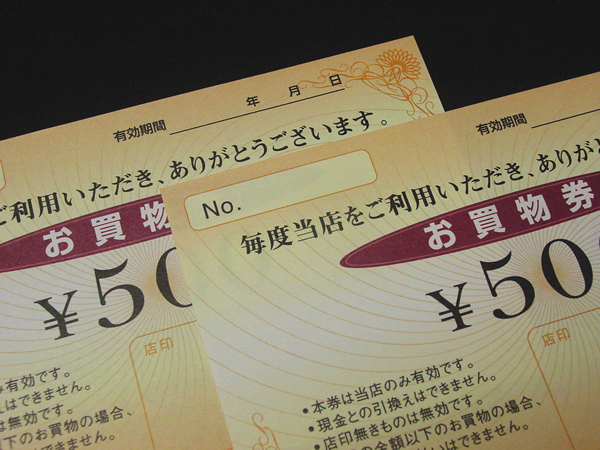 有効期間 年 月 日
ご利用いただき、ありがとうございます。
お買物
¥50
店印
み有効です。
えはできません。
は無効です。
以下のお買物の場合、
できません。
有効期間
No.
毎度当店をご利用いただき、あり
お買物券
¥50
店印
・本券は当店のみ有効です。
・現金との引換えはできません。
・店印無きものは無効です。
の金額以下のお買物の場合、
はできません。